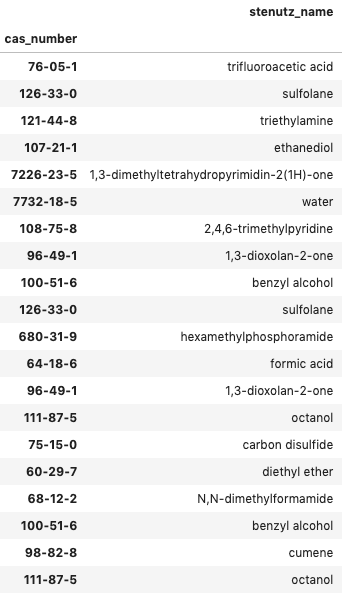 stenutz_name
cas_number
76-05-1 trifluoroacetic acid
126-33-0 sulfolane
121-44-8 triethylamine
107-21-1 ethanediol
7226-23-5 1,3-dimethyltetrahydropyrimidin-2(1H)-one
7732-18-5 water
108-75-8 2,4,6-trimethylpyridine
96-49-1 1,3-dioxolan-2-one
100-51-6 benzyl alcohol
126-33-0 sulfolane
680-31-9 hexamethylphosphoramide
64-18-6 formic acid
96-49-1 1,3-dioxolan-2-one
111-87-5 octanol
75-15-0 carbon disulfide
60-29-7 diethyl ether
68-12-2 N,N-dimethylformamide
100-51-6 benzyl alcohol
98-82-8 cumene
111-87-5 octanol